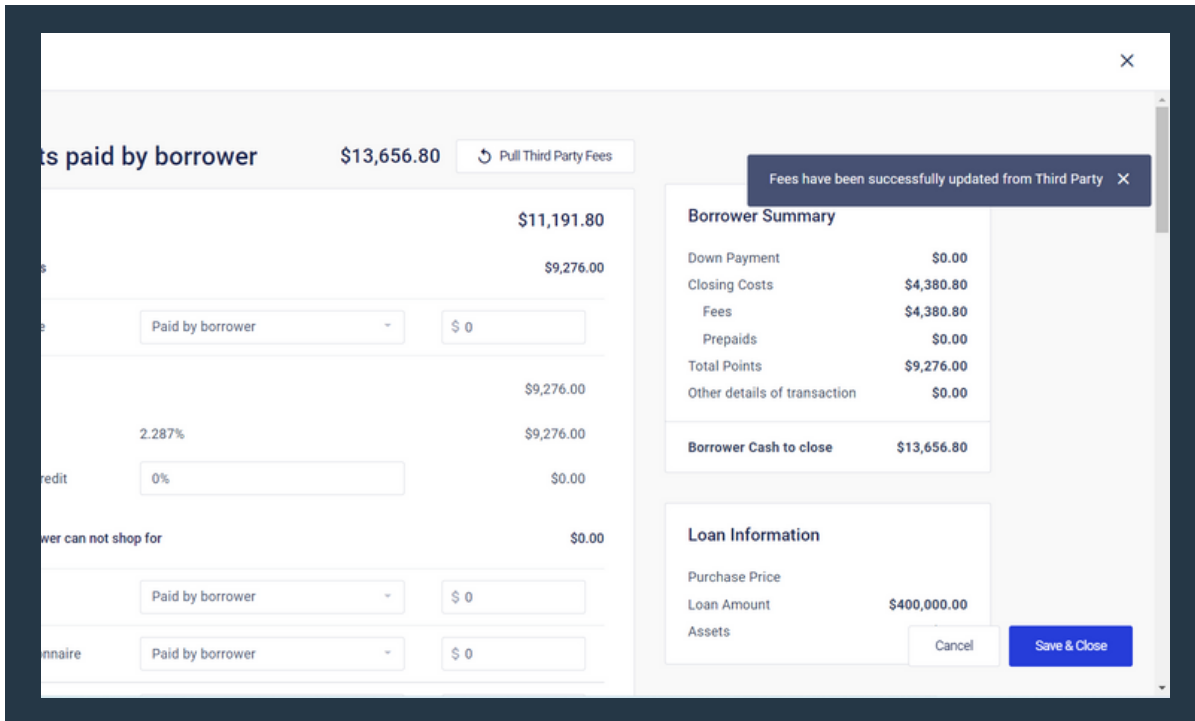 ts paid by borrower $13,656.80 Pull Third Party Fees
Fees have been successfully updated from Third Party
$11,191.80
s $9,276.00
e Paid by borrower $ 0
$9,276.00
2.287% $9,276.00
redit 0% $0.00
wer can not shop for $0.00
Paid by borrower $ 0
onnaire Paid by borrower $ 0
Borrower Summary
Down Payment $0.00
Closing Costs $4,380.80
Fees $4,380.80
Prepaids $0.00
Total Points $9,276.00
Other details of transaction $0.00
Borrower Cash to close $13,656.80
Loan Information
Purchase Price
Loan Amount $400,000.00
Assets
Cancel Save & Close